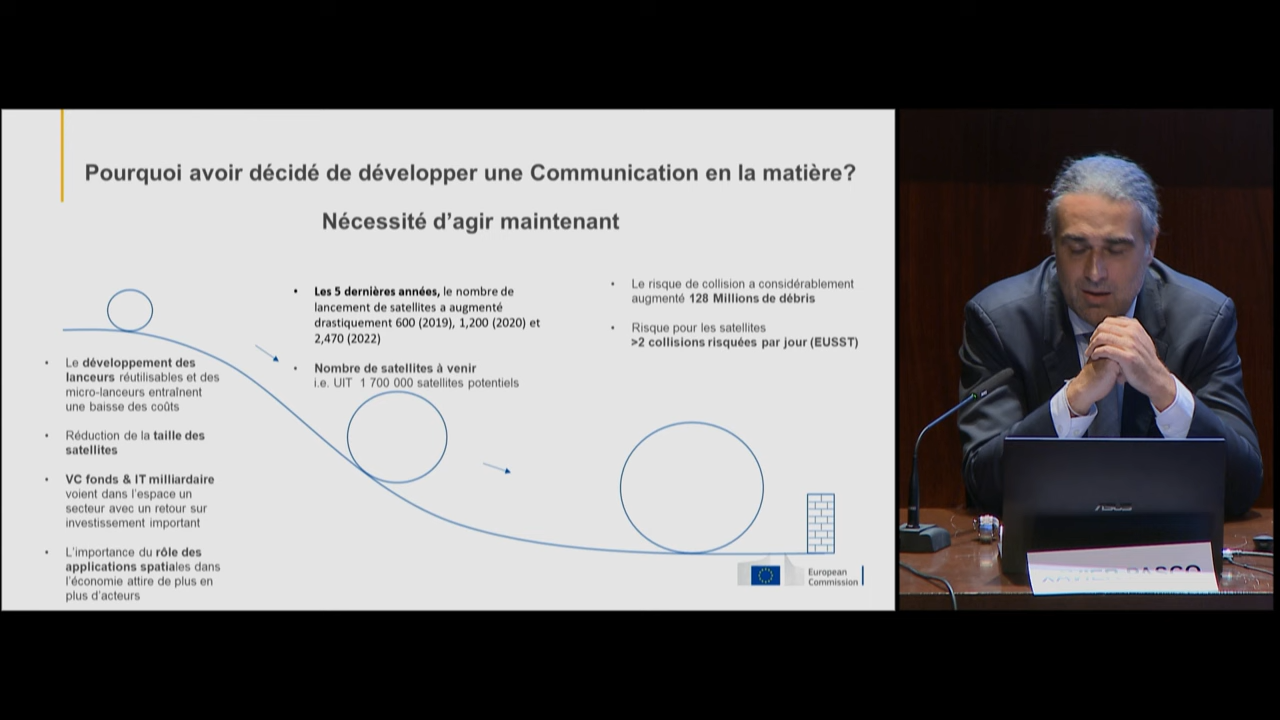 Pourquoi avoir décidé de développer une Communication en la matière?
Nécessité d'agir maintenant
• Le développement des
lanceurs réutilisables et des
micro-lanceurs entraînent
une baisse des coûts
• Réduction de la taille des
satellites
• VC fonds & IT milliardaire
voient dans l'espace un
secteur avec un retour sur
investissement important
• L'importance du rôle des
applications spatiales dans
l'économie attire de plus en
plus d'acteurs
• Les 5 dernières années, le nombre de
lancement de satellites a augmenté
drastiquement 600 (2019), 1,200 (2020) et
2,470 (2022)
• Nombre de satellites à venir
i.e. UIT 1 700 000 satellites potentiels
• Le risque de collision a considérablement
augmenté 128 Millions de débris
• Risque pour les satellites
>2 collisions risquées par jour (EUSST)
European
Commission
ASUS